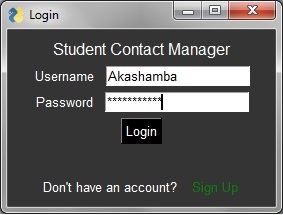 Login
Student Contact Manager
Username Akashamba
Password ***********
Login
Don't have an account? Sign Up